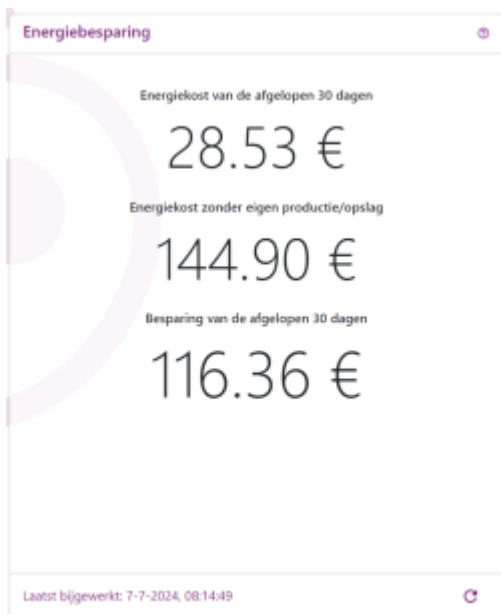 Energiebesparing
Energiekost van de afgelopen 30 dagen
28.53 €
Energiekost zonder eigen productie/opslag
144.90 €
Besparing van de afgelopen 30 dagen
116.36 €
Laatst bijgewerkt: 7-7-2024, 08:14:49